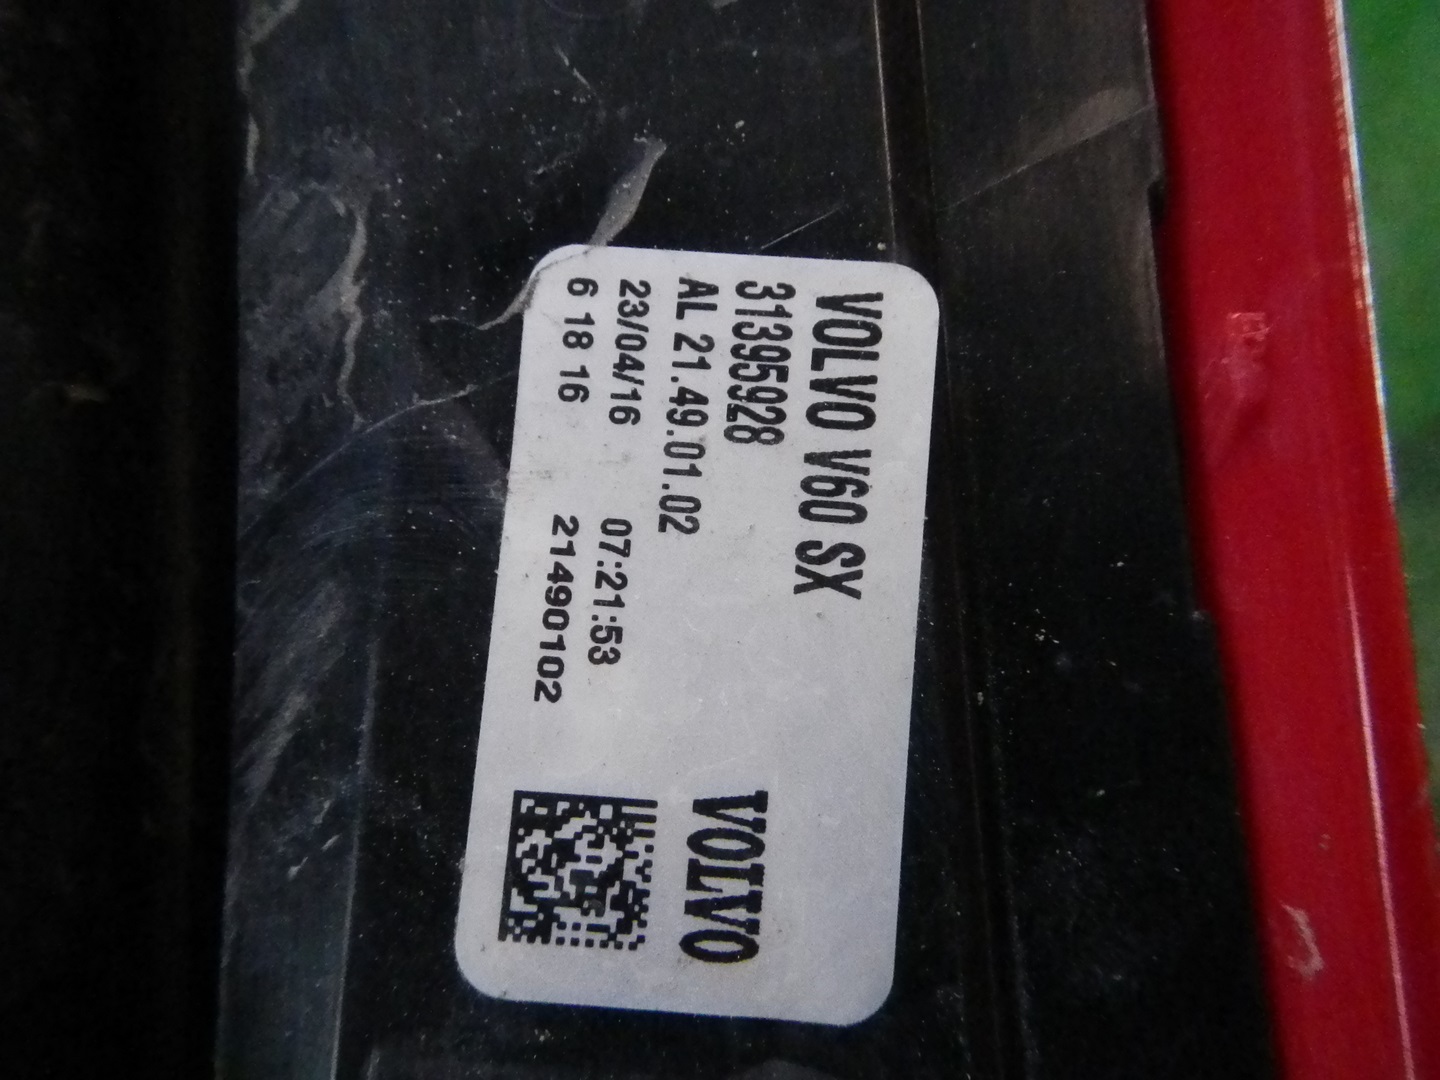 VOLVO V60 SX
31395928
AL 21.49.01.02
23/04/16 07:21:53
6 18 16 21490102
VOLVO